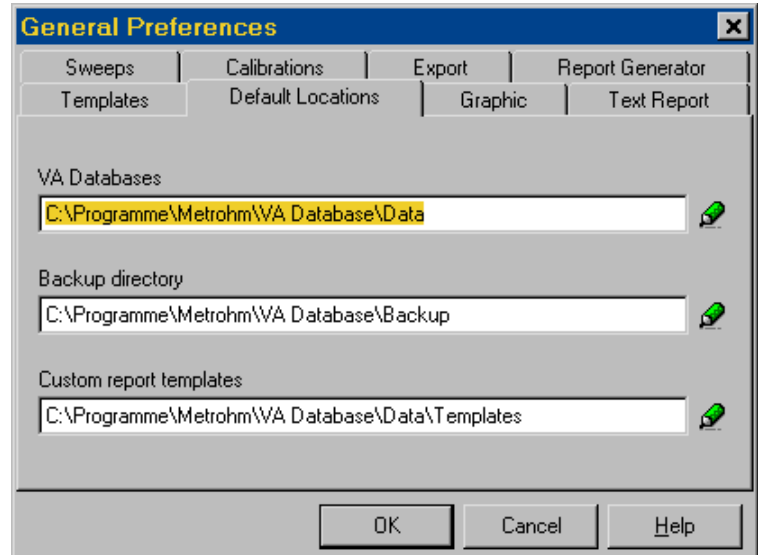 General Preferences
Sweeps Calibrations Export Report Generator
Templates Default Locations Graphic Text Report
VA Databases
C:\Programme\Metrohm\VA Database\Data
Backup directory
C:\Programme\Metrohm\VA Database\Backup
Custom report templates
C:\Programme\Metrohm\VA Database\Data\Templates
OK Cancel Help